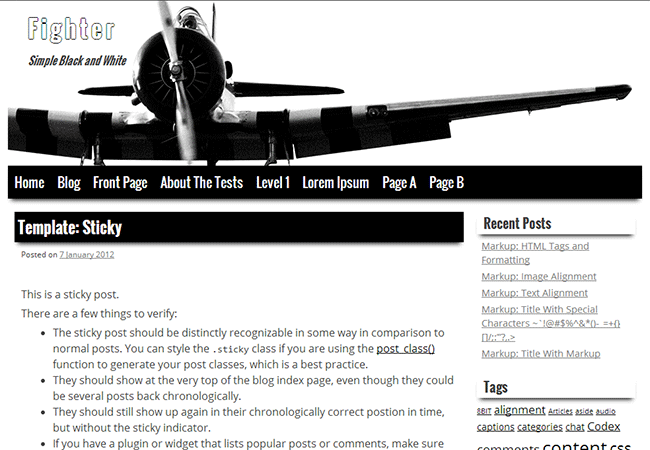 Fighter
Simple Black and White
Home Blog Front Page About The Tests Level 1 Lorem Ipsum Page A Page B
Template: Sticky
Posted on 7 January 2012
This is a sticky post.
There are a few things to verify:
• The sticky post should be distinctly recognizable in some way in comparison to
normal posts. You can style the .sticky class if you are using the post_class()
function to generate your post classes, which is a best practice.
• They should show at the very top of the blog index page, even though they could
be several posts back chronologically.
• They should still show up again in their chronologically correct postion in time,
but without the sticky indicator.
• If you have a plugin or widget that lists popular posts or comments, make sure
Recent Posts
Markup: HTML Tags and
Formatting
Markup: Image Alignment
Markup: Text Alignment
Markup: Title With Special
Characters ~`!@#$%^&*()-_=+{}
[]/;:'"?,.>
Markup: Title With Markup
Tags
8BIT alignment Articles aside audio
captions categories chat Codex
comments content css